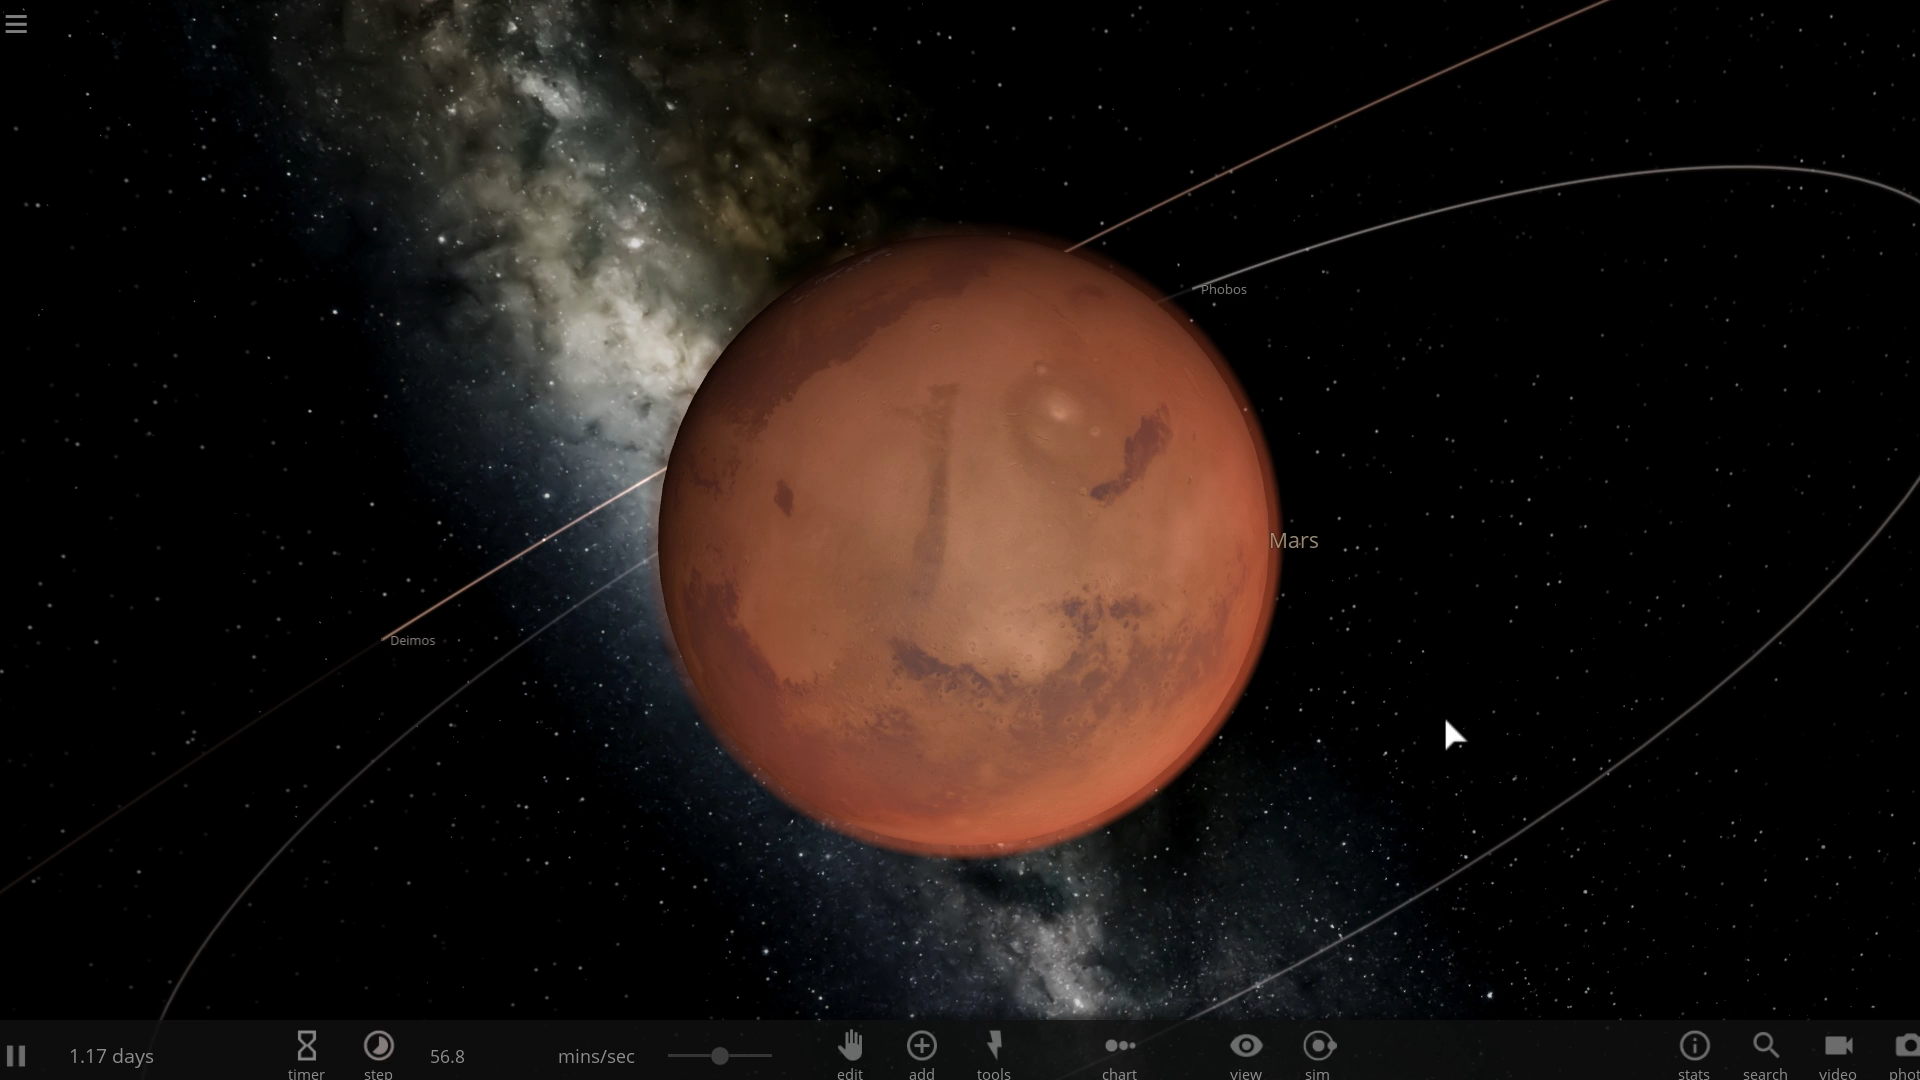 Phobos
Mars
Deimos
1.17 days
timer
step
56.8
mins/sec
edit
add
tools
chart
view
sim
stats
search
video
phot